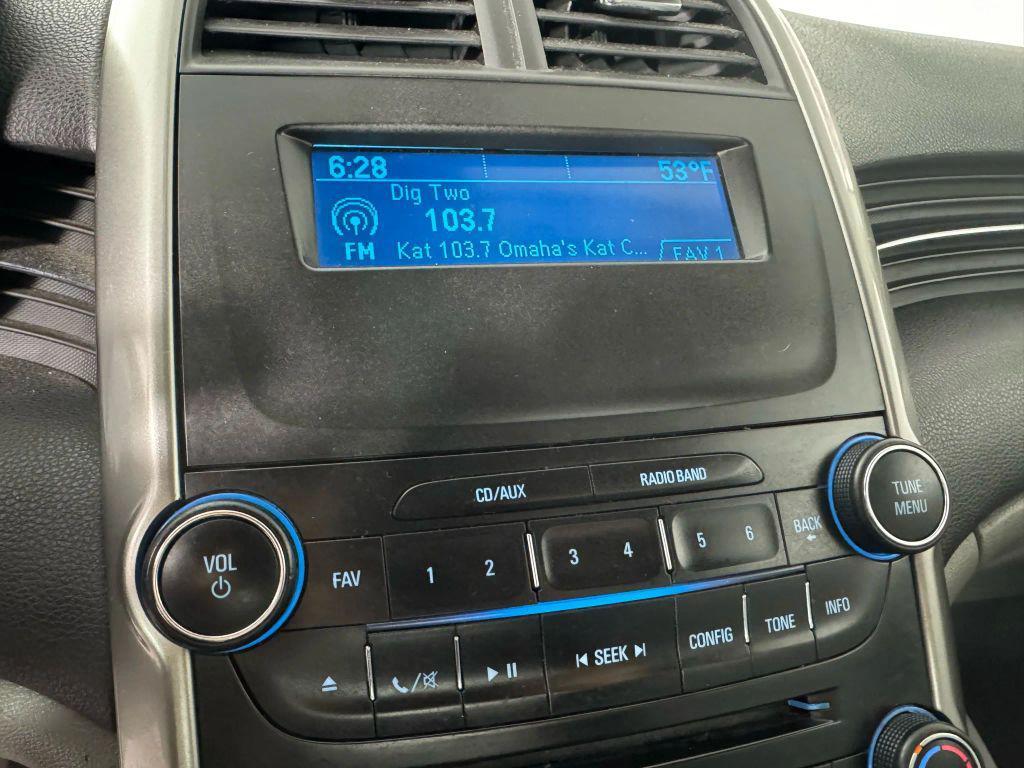 6:28 53°F
Dig Two
103.7
FM Kat 103.7 Omaha's Kat C... FAV 1
CD/AUX RADIO BAND
TUNE
MENU
VOL
FAV 1 2 3 4 5 6 BACK
SEEK CONFIG TONE INFO